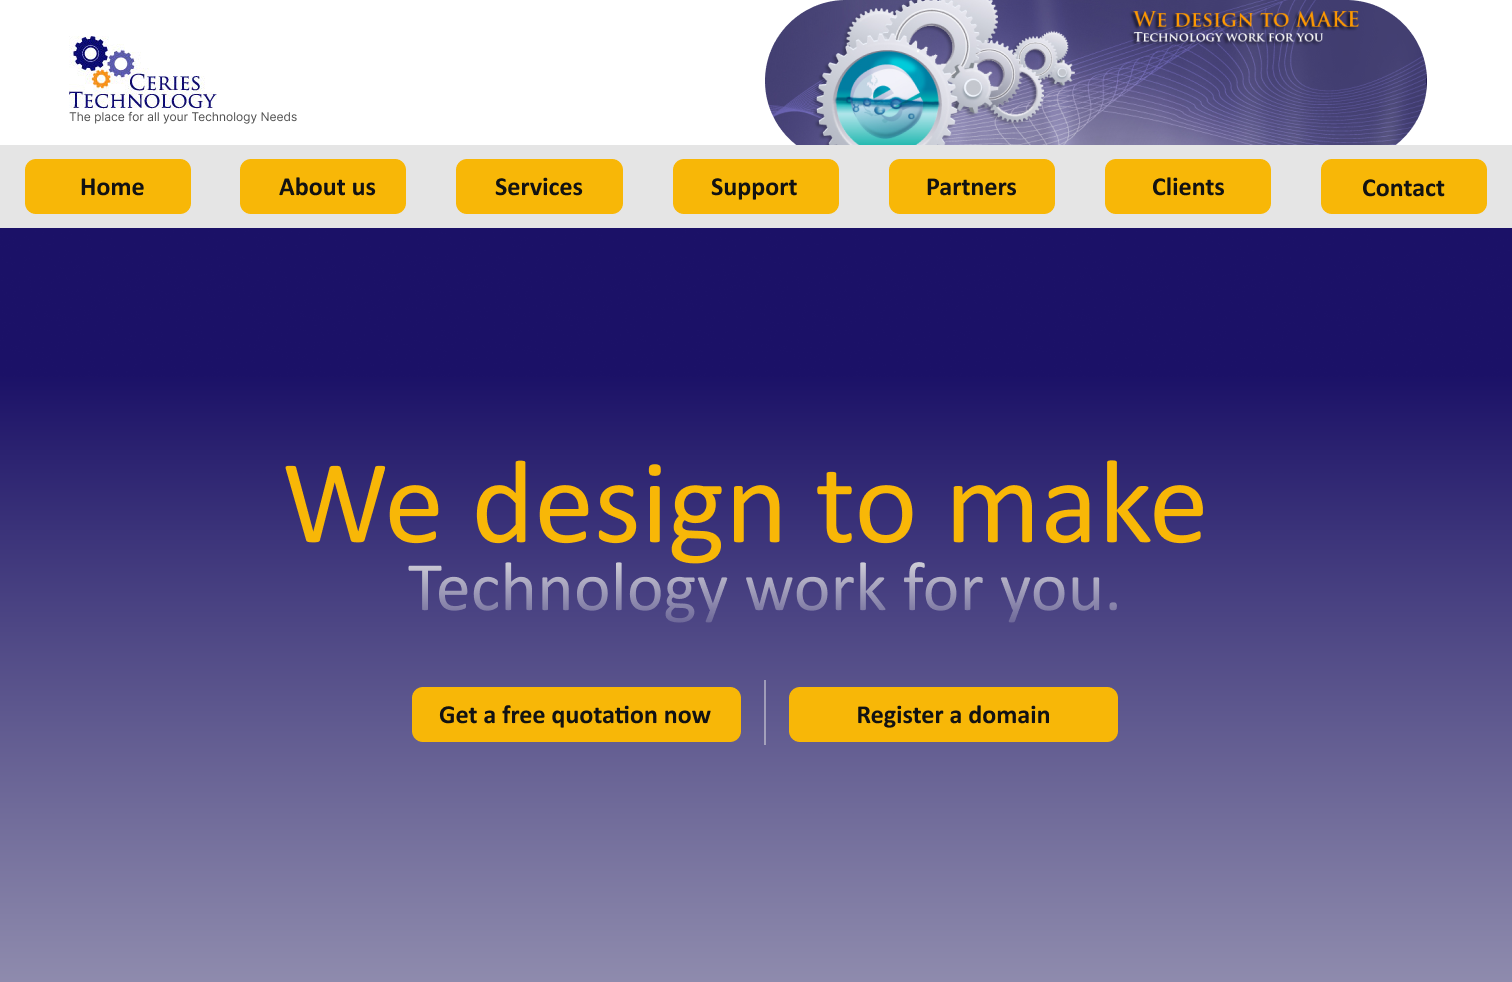 We design to make
Technology work for you
Ceries
Technology
The place for all your Technology Needs
Home
About us
Services
Support
Partners
Clients
Contact
We design to make
Technology work for you.
Get a free quotation now
Register a domain